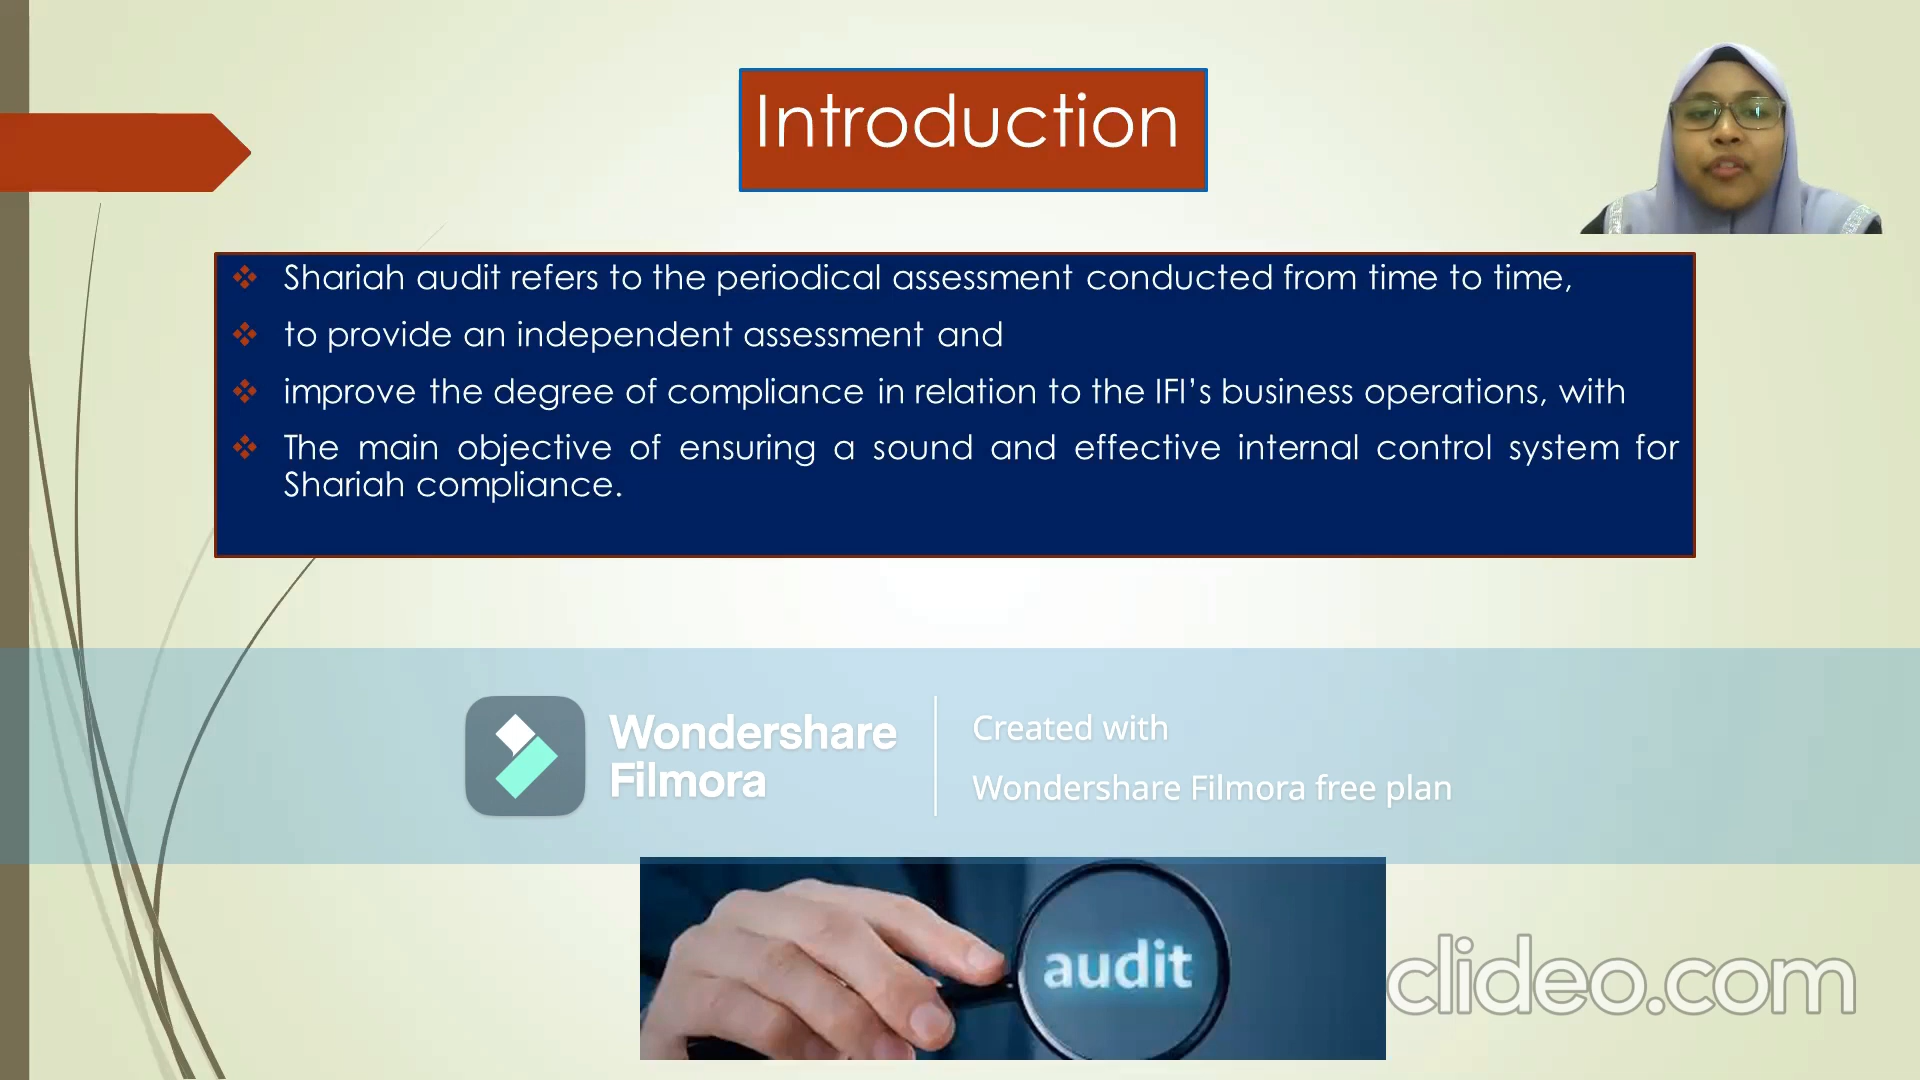 Introduction
Shariah audit refers to the periodical assessment conducted from time to time,
to provide an independent assessment and
improve the degree of compliance in relation to the IFI’s business operations, with
The main objective of ensuring a sound and effective internal control system for
Shariah compliance.
Wondershare
Filmora
Created with
Wondershare Filmora free plan
audit
clideo.com